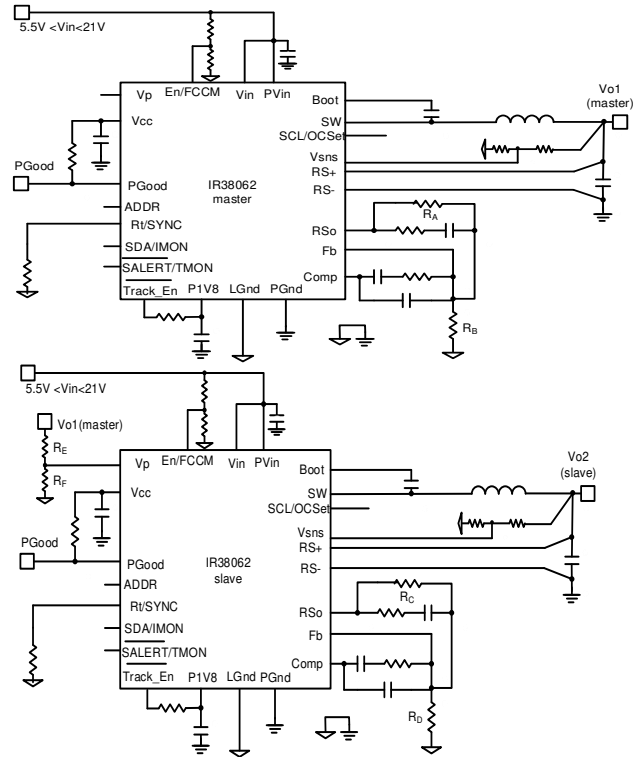 5.5V <Vin<21V
Vp
En/FCCM
Vin
PVin
Boot
Vo1
(master)
Vcc
SW
SCL/OCSet
PGood
Vsns
RS+
PGood
IR38062
master
RS-
ADDR
Rt/SYNC
RSo
RA
SDA/IMON
Fb
SALERT/TMON
Comp
Track_En
P1V8
LGnd
PGnd
RB
5.5V <Vin<21V
Vo1(master)
RE
Vp
En/FCCM
Vin
PVin
Boot
Vo2
(slave)
RF
Vcc
SW
SCL/OCSet
Vsns
PGood
PGood
IR38062
slave
RS+
RS-
ADDR
Rt/SYNC
RSo
RC
SDA/IMON
Fb
SALERT/TMON
Comp
Track_En
P1V8
LGnd
PGnd
RD